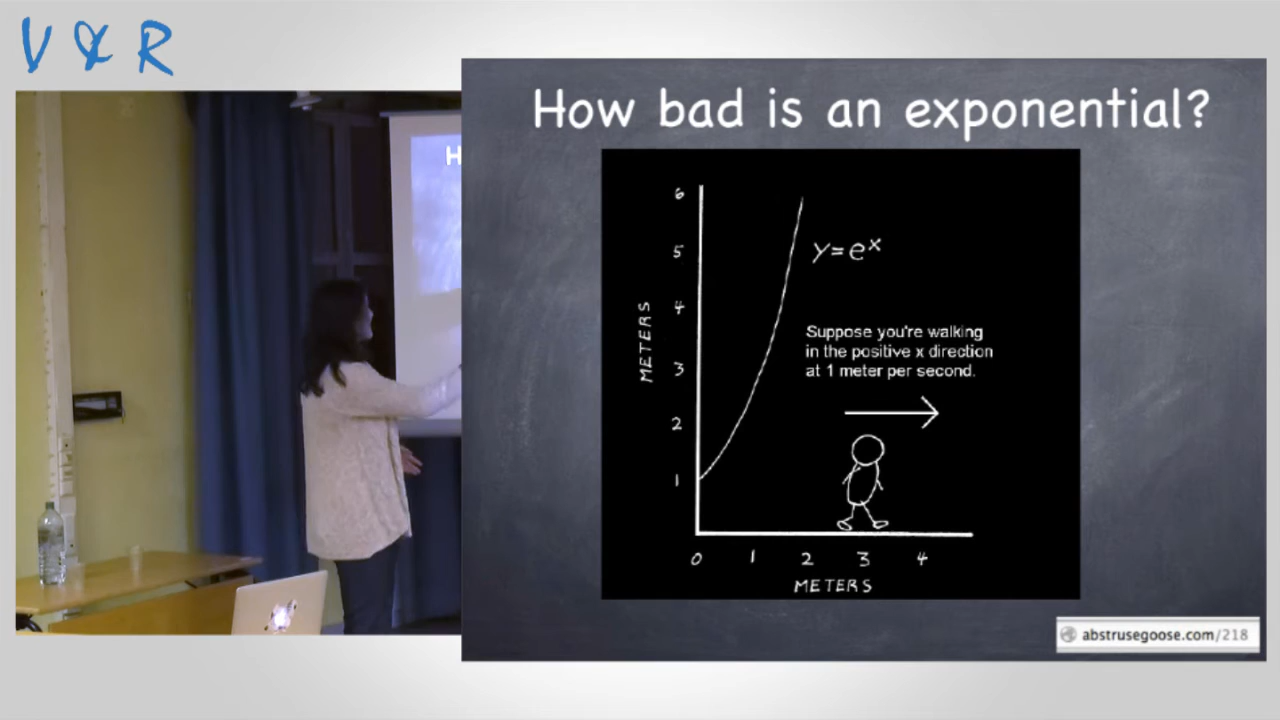 V & R
How bad is an exponential?
H
6
5
4
3
2
1
METERS
y=e^x
Suppose you're walking
in the positive x direction
at 1 meter per second.
0 1 2 3 4
METERS
abstrusegoose.com/218